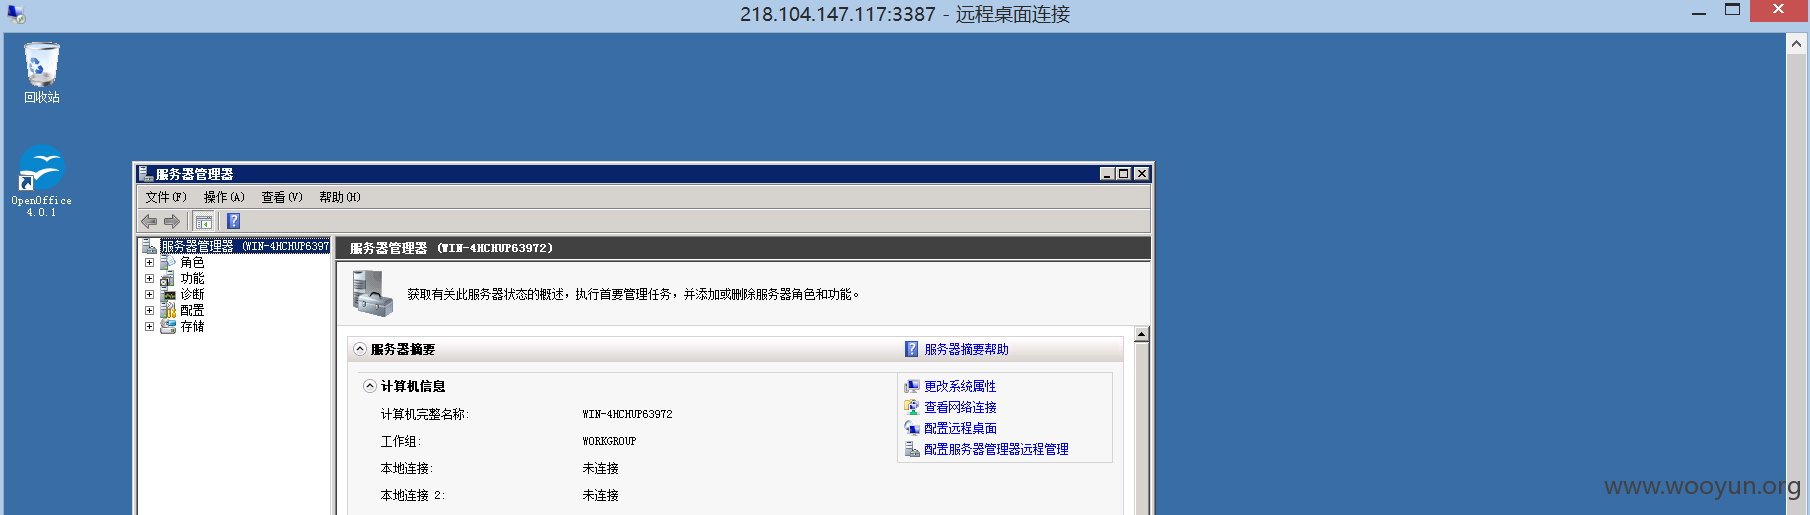 218.104.147.117:3387 - 远程桌面连接
回收站
OpenOffice
4.0.1
服务器管理器
文件(F) 操作(A) 查看(V) 帮助(H)
服务器管理器 (WIN-4HCHUP6397
角色
功能
诊断
配置
存储
服务器管理器 (WIN-4HCHUP63972)
获取有关此服务器状态的概述，执行首要管理任务，并添加或删除服务器角色和功能。
服务器摘要
服务器摘要帮助
计算机信息
计算机完整名称: WIN-4HCHUP63972
工作组: WORKGROUP
本地连接: 未连接
本地连接 2: 未连接
更改系统属性
查看网络连接
配置远程桌面
配置服务器管理器远程管理
www.wooyun.org